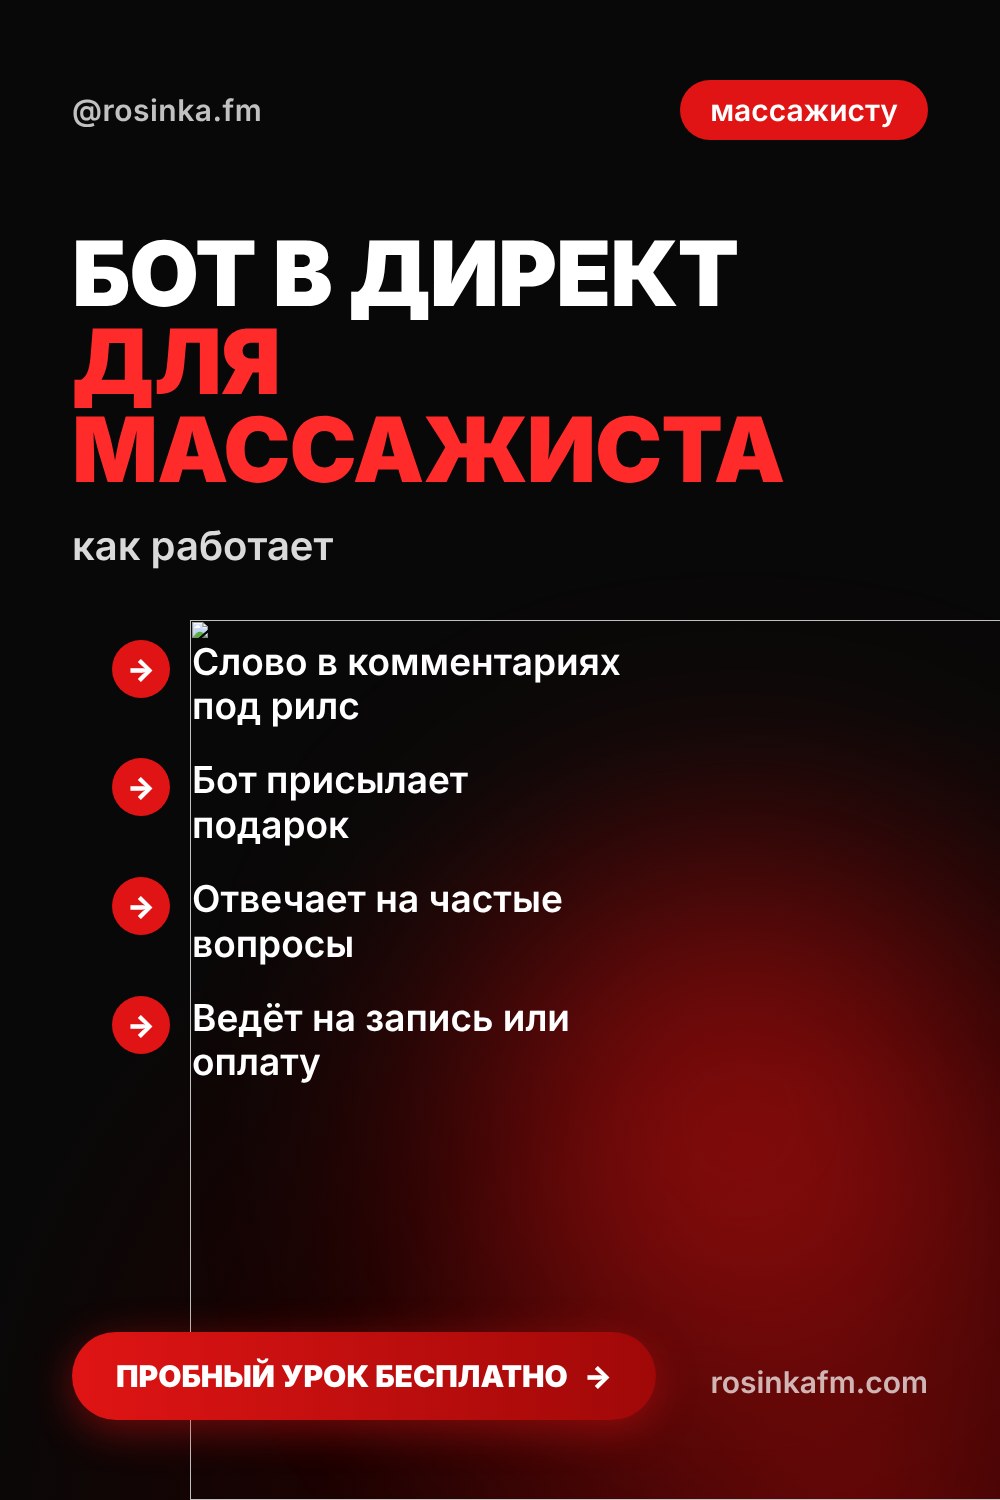 @rosinka.fm
массажисту
БОТ В ДИРЕКТ
ДЛЯ
МАССАЖИСТА
как работает
Слово в комментариях
под рилс
Бот присылает
подарок
Отвечает на частые
вопросы
Ведёт на запись или
оплату
ПРОБНЫЙ УРОК БЕСПЛАТНО →
rosinkafm.com